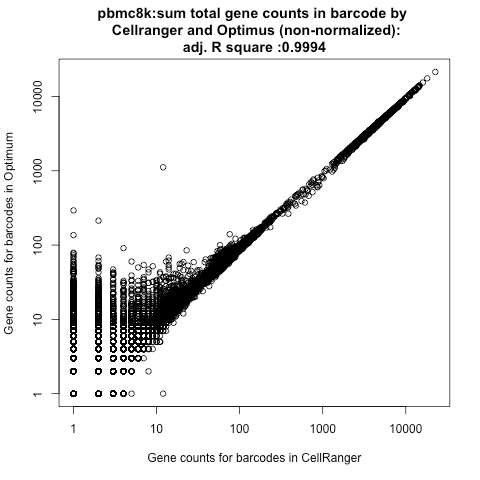 pbmc8k:sum total gene counts in barcode by
Cellranger and Optimus (non-normalized):
adj. R square :0.9994
Gene counts for barcodes in Optimum
10000
1000
100
10
1
1 10 100 1000 10000
Gene counts for barcodes in CellRanger